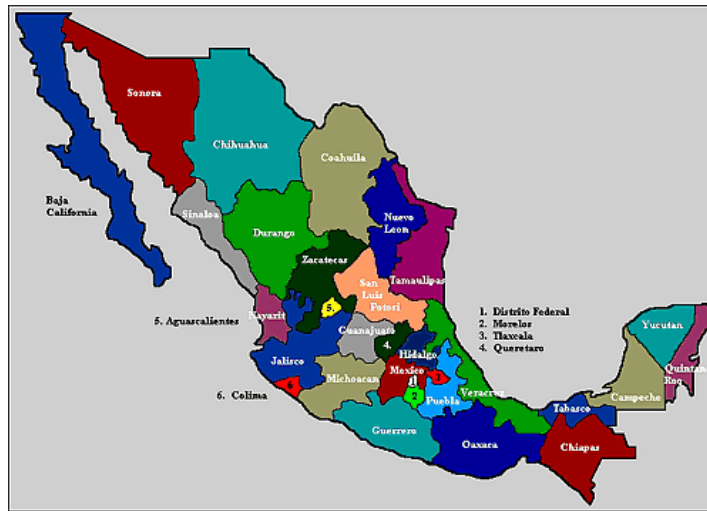 Sonora
Chihuahua
Coahuila
Baja
California
Sinaloa
Nuevo
Leon
Durango
Zacatecas
Tamaulipas
San
Luis
Potosi
5.
Nayarit
5. Aguascalientes
1. Distrito Federal
2. Morelos
3. Tlaxcala
4. Queretaro
Yucutan
Guanajuato
4.
Hidalgo
Quintana
Roo
Jalisco
Mexico
Michoacan
3
1
6
6. Colima
2
Puebla
Veracruz
Campeche
Tabasco
Guerrero
Oaxaca
Chiapas